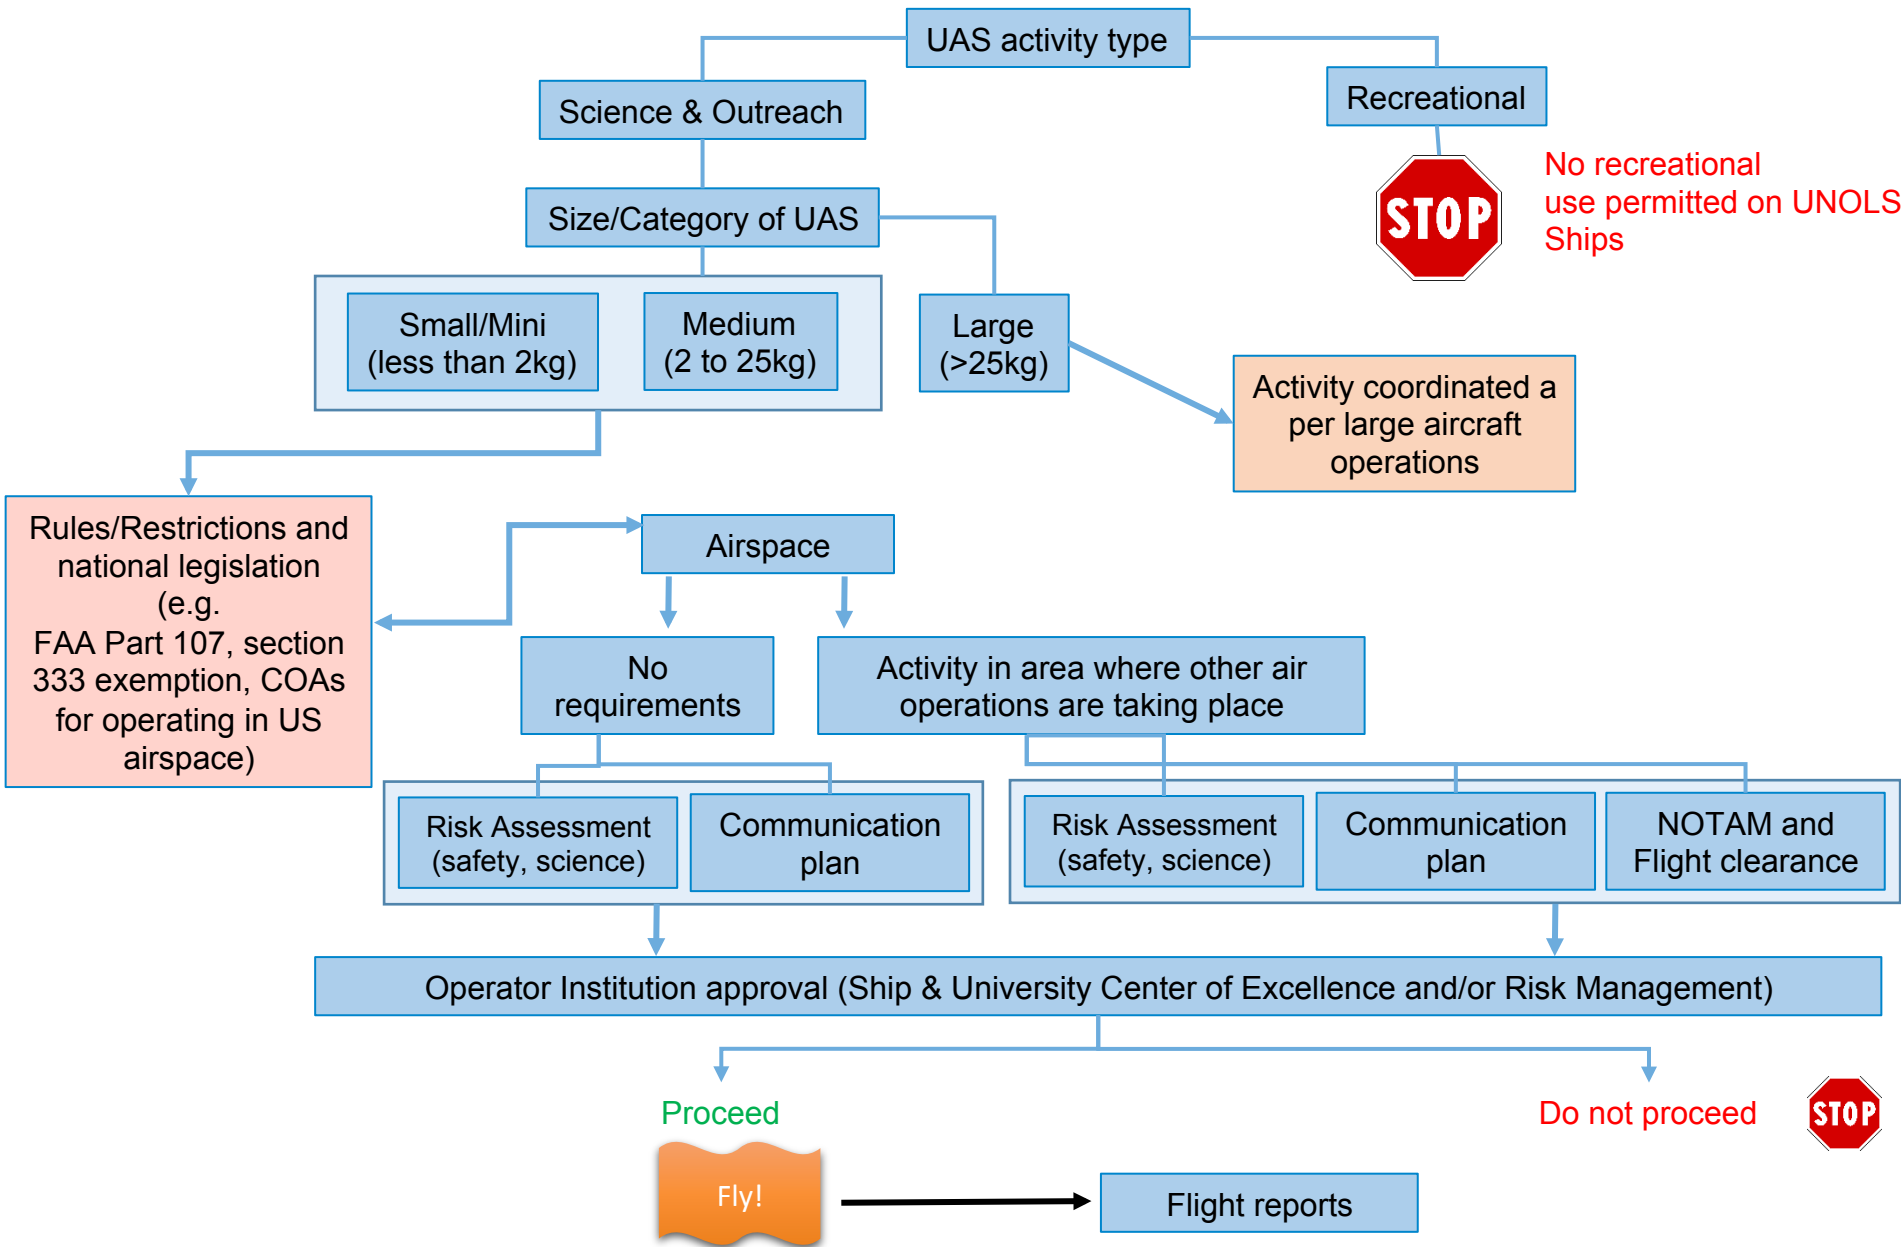 UAS activity type
Science & Outreach
Recreational
STOP
No recreational
use permitted on UNOLS
Ships
Size/Category of UAS
Small/Mini
(less than 2kg)
Medium
(2 to 25kg)
Large
(>25kg)
Activity coordinated a
per large aircraft
operations
Rules/Restrictions and
national legislation
(e.g.
FAA Part 107, section
333 exemption, COAs
for operating in US
airspace)
Airspace
No
requirements
Activity in area where other air
operations are taking place
Risk Assessment
(safety, science)
Communication
plan
Risk Assessment
(safety, science)
Communication
plan
NOTAM and
Flight clearance
Operator Institution approval (Ship & University Center of Excellence and/or Risk Management)
Proceed
Do not proceed
STOP
Fly!
Flight reports